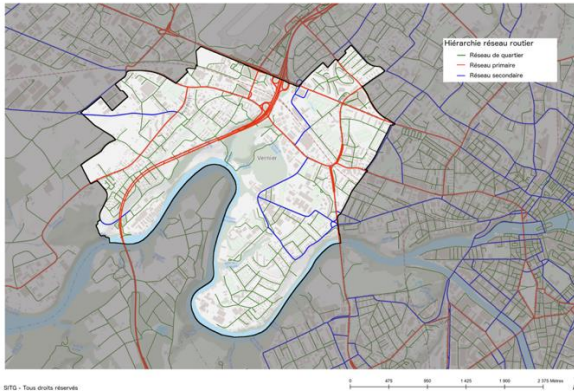 Hiérarchie réseau routier
Réseau de quartier
Réseau primaire
Réseau secondaire
Vernier
SITG - Tous droits réservés
0 475 950 1 425 1 900 2 375 Mètres